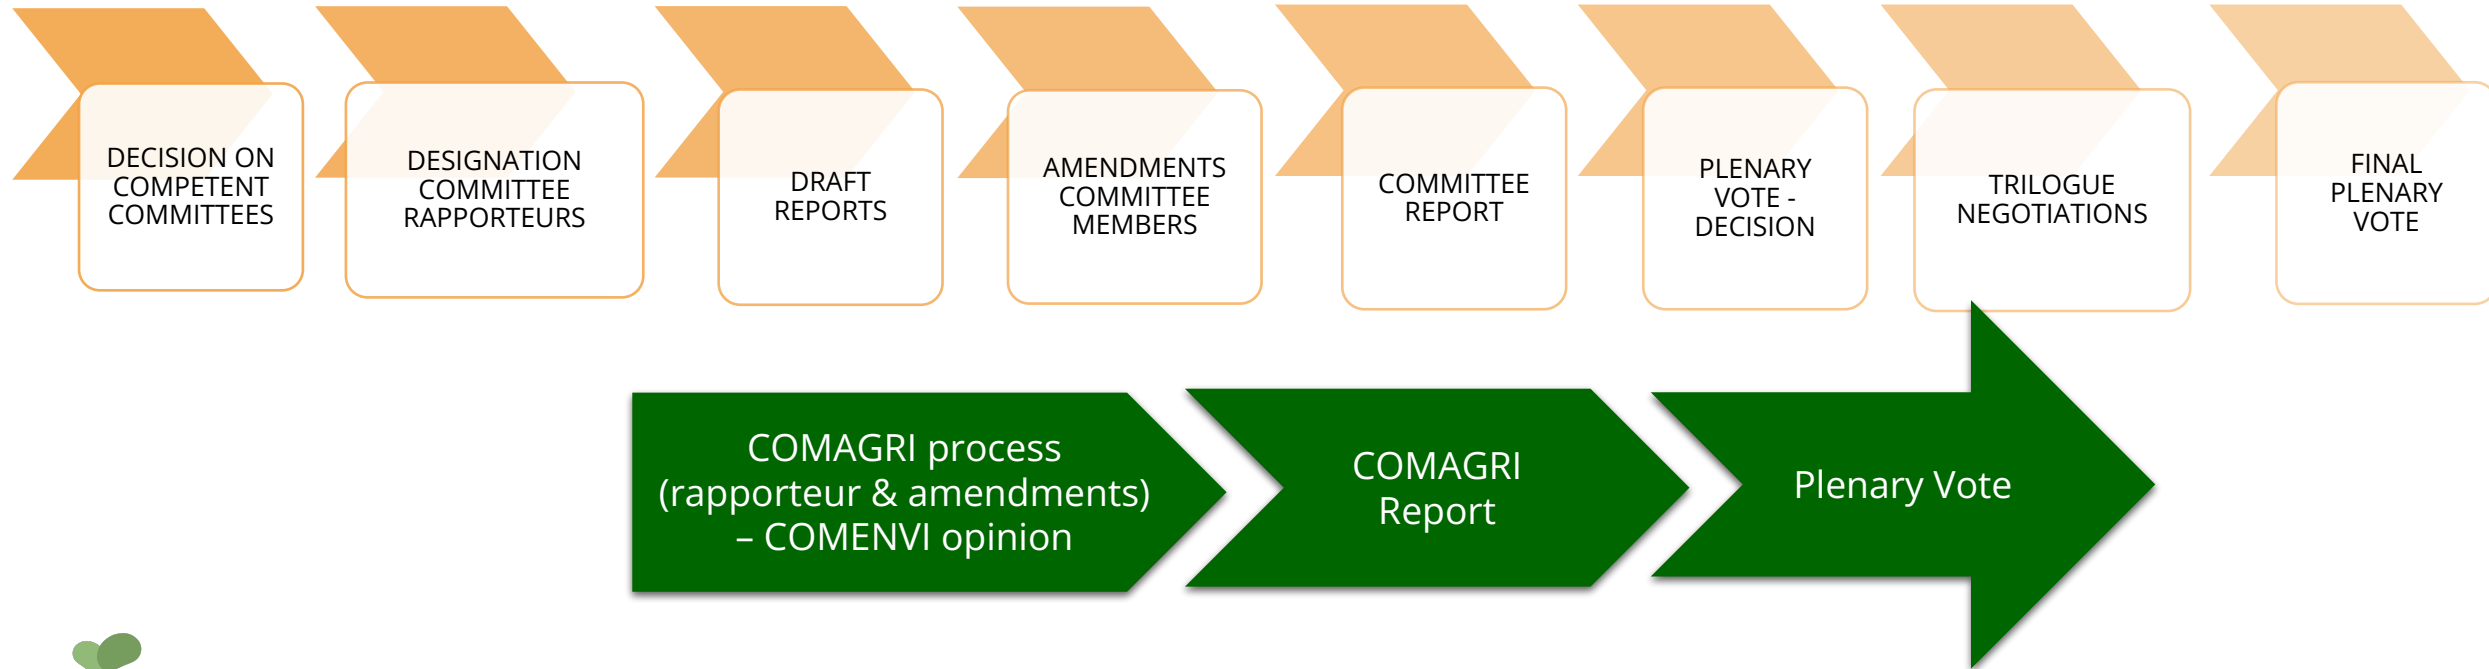 DECISION ON
COMPETENT
COMMITTEES
DESIGNATION
COMMITTEE
RAPPORTEURS
DRAFT
REPORTS
AMENDMENTS
COMMITTEE
MEMBERS
COMMITTEE
REPORT
PLENARY
VOTE -
DECISION
TRILOGUE
NEGOTIATIONS
FINAL
PLENARY
VOTE
COMAGRI process
(rapporteur & amendments)
– COMENVI opinion
COMAGRI
Report
Plenary Vote